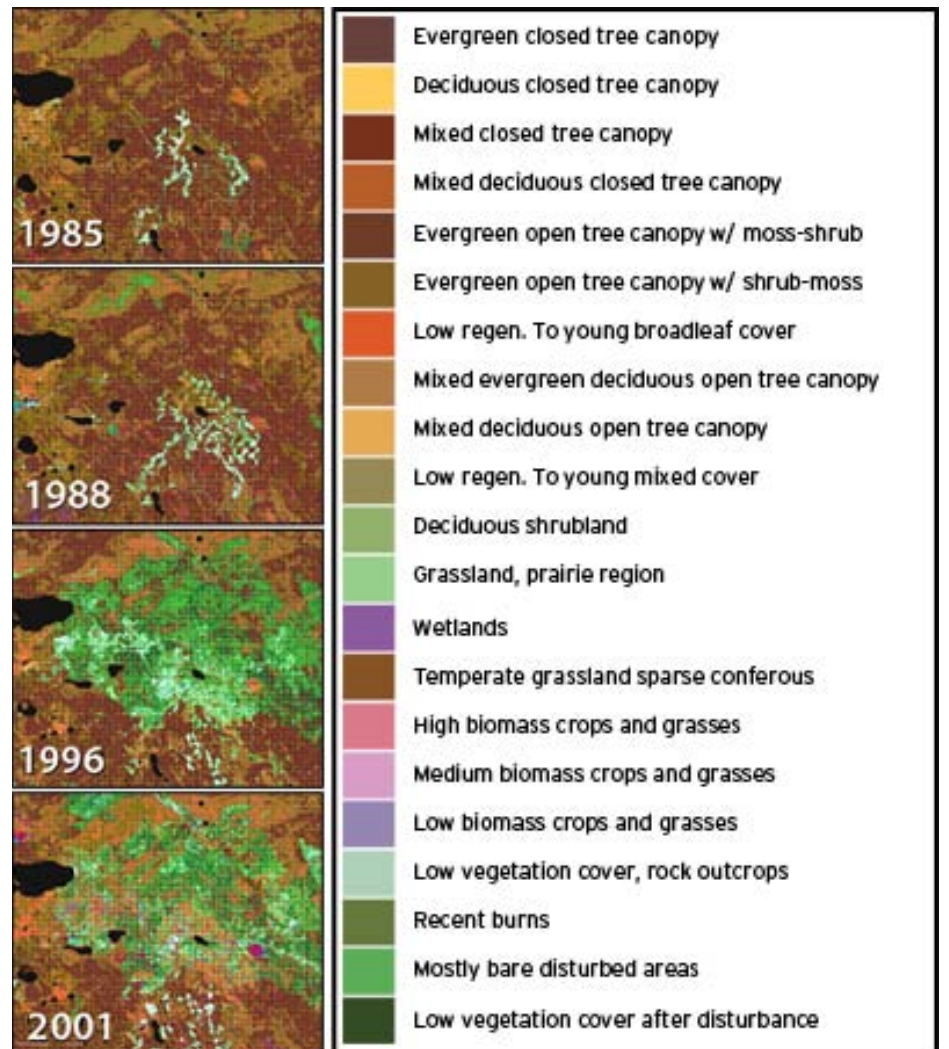 1985
1988
1996
2001
Evergreen closed tree canopy
Deciduous closed tree canopy
Mixed closed tree canopy
Mixed deciduous closed tree canopy
Evergreen open tree canopy w/ moss-shrub
Evergreen open tree canopy w/ shrub-moss
Low regen. To young broadleaf cover
Mixed evergreen deciduous open tree canopy
Mixed deciduous open tree canopy
Low regen. To young mixed cover
Deciduous shrubland
Grassland, prairie region
Wetlands
Temperate grassland sparse conferous
High biomass crops and grasses
Medium biomass crops and grasses
Low biomass crops and grasses
Low vegetation cover, rock outcrops
Recent burns
Mostly bare disturbed areas
Low vegetation cover after disturbance